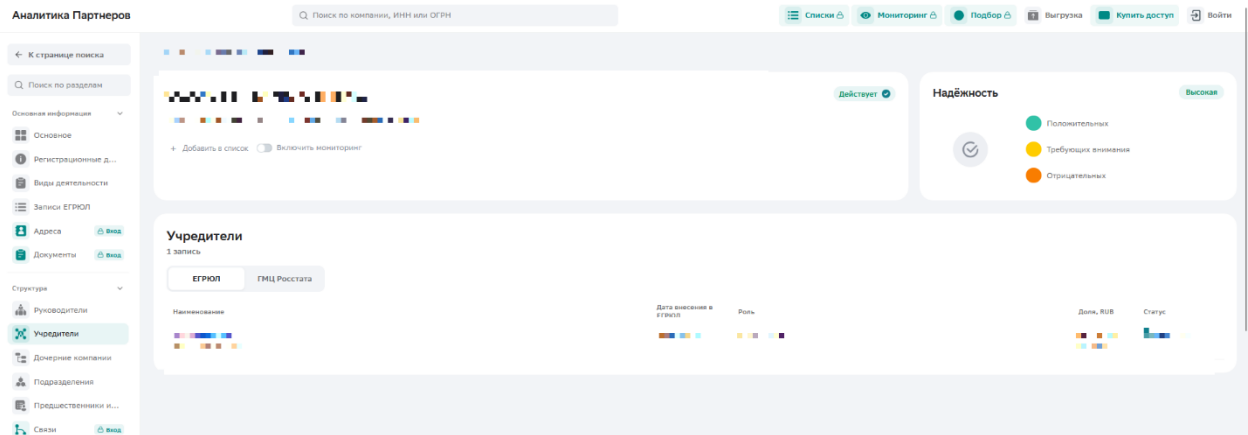 Аналитика Партнеров
Поиск по компании, ИНН или ОГРН
Списки
Мониторинг
Подбор
Выгрузка
Купить доступ
Войти
К странице поиска
Поиск по разделам
Основная информация
Основное
Регистрационные д...
Виды деятельности
Записи ЕГРЮЛ
Адреса Вход
Документы Вход
Структура
Руководители
Учредители
Дочерние компании
Подразделения
Предшественники и...
Связи Вход
Действует
+ Добавить в список Включить мониторинг
Надёжность Высокая
Положительных
Требующих внимания
Отрицательных
Учредители
1 запись
ЕГРЮЛ ГМЦ Росстата
Наименование
Дата внесения в
ЕГРЮЛ
Роль
Доля, RUB
Статус